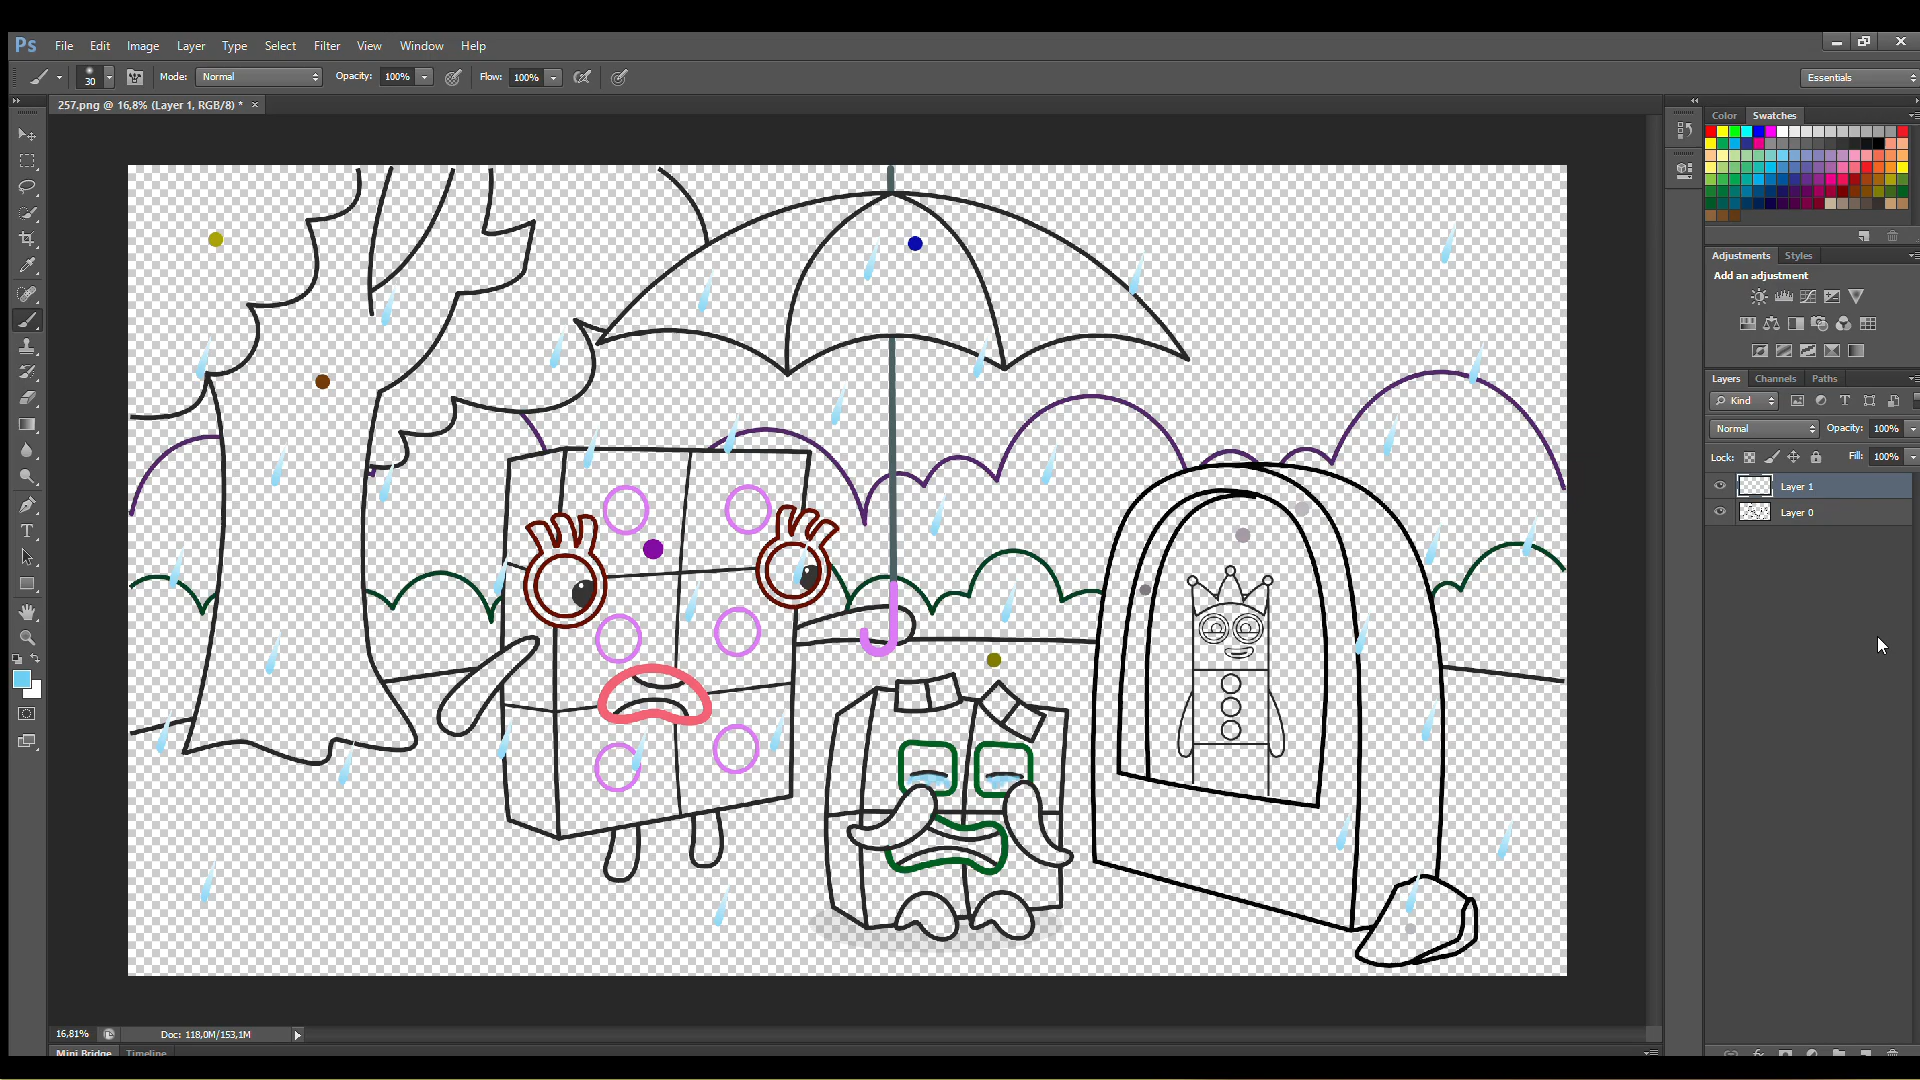 Ps File Edit Image Layer Type Select Filter View Window Help
30 Mode: Normal Opacity: 100% Flow: 100% Essentials
257.png @ 16,8% (Layer 1, RGB/8) * ×
Color Swatches
Adjustments Styles
Add an adjustment
Layers Channels Paths
Kind
Normal Opacity: 100%
Lock: Fill: 100%
Layer 1
Layer 0
16,81% Doc: 118,0M/153,1M
Mini Bridge Timeline